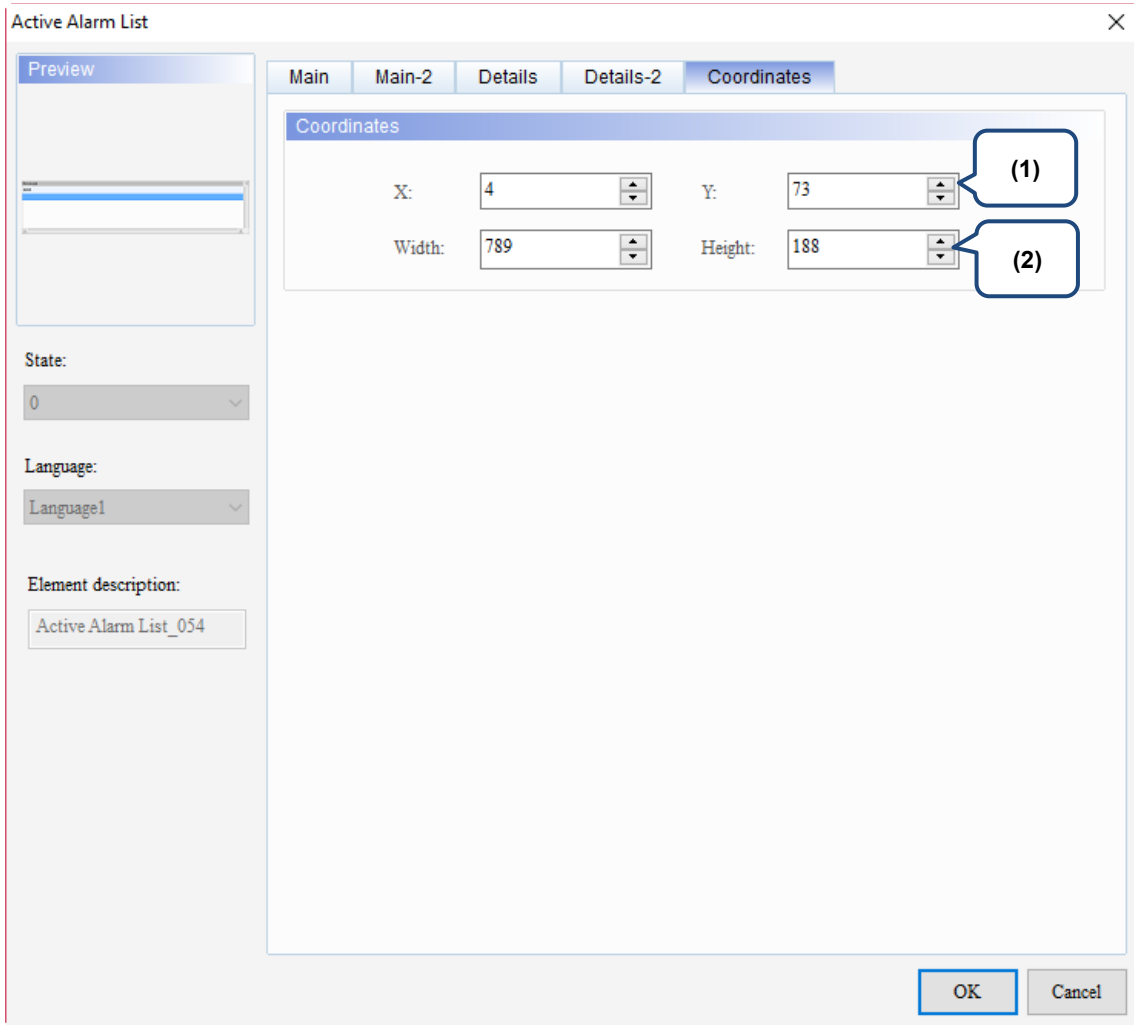 Active Alarm List
Preview
Main Main-2 Details Details-2 Coordinates
Coordinates
X: 4 Y: 73 (1)
Width: 789 Height: 188 (2)
State:
0
Language:
Language1
Element description:
Active Alarm List_054
OK Cancel